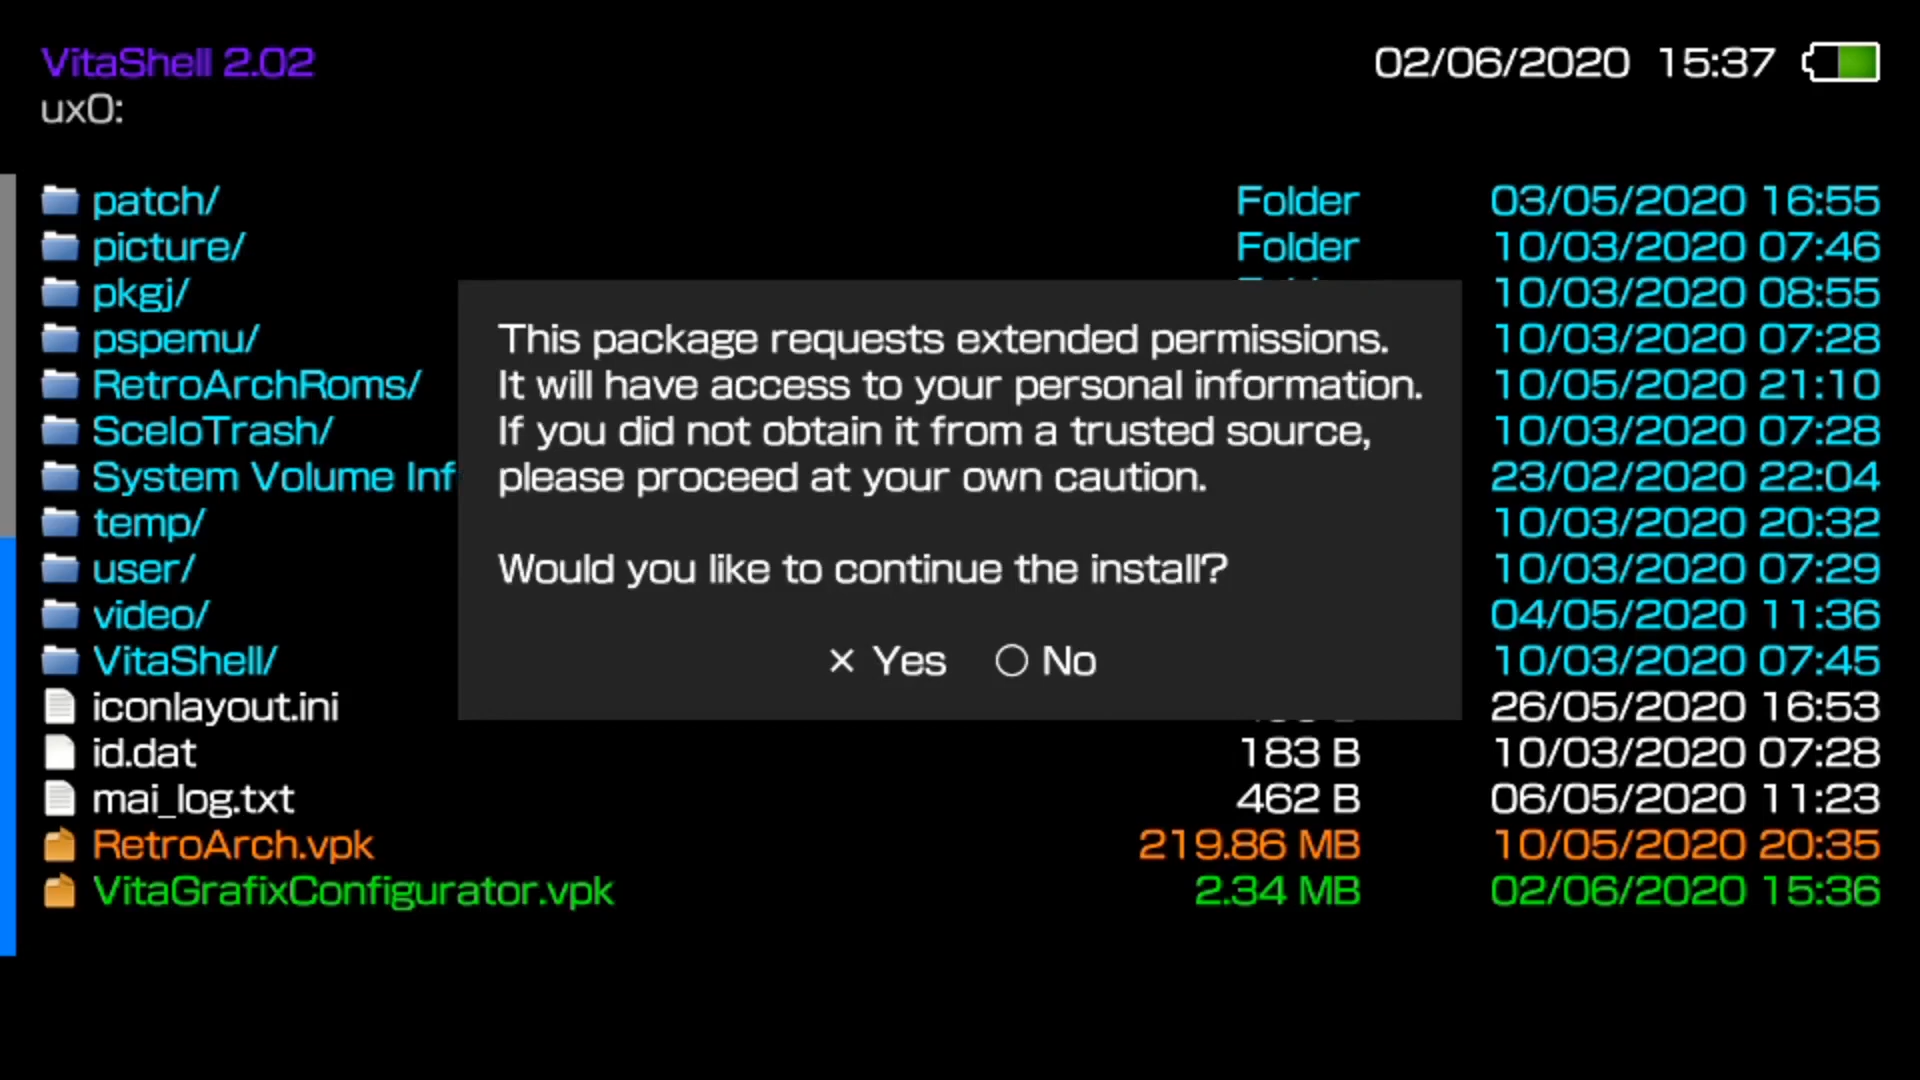 VitaShell 2.02
02/06/2020 15:37
ux0:
patch/ Folder 03/05/2020 16:55
picture/ Folder 10/03/2020 07:46
pkgj/ 10/03/2020 08:55
pspemu/ 10/03/2020 07:28
RetroArchRoms/ 10/05/2020 21:10
SceIoTrash/ 10/03/2020 07:28
System Volume Inf 23/02/2020 22:04
temp/ 10/03/2020 20:32
user/ 10/03/2020 07:29
video/ 04/05/2020 11:36
VitaShell/ 10/03/2020 07:45
iconlayout.ini 26/05/2020 16:53
id.dat 183 B 10/03/2020 07:28
mai_log.txt 462 B 06/05/2020 11:23
RetroArch.vpk 219.86 MB 10/05/2020 20:35
VitaGrafixConfigurator.vpk 2.34 MB 02/06/2020 15:36
This package requests extended permissions.
It will have access to your personal information.
If you did not obtain it from a trusted source,
please proceed at your own caution.
Would you like to continue the install?
× Yes ○ No